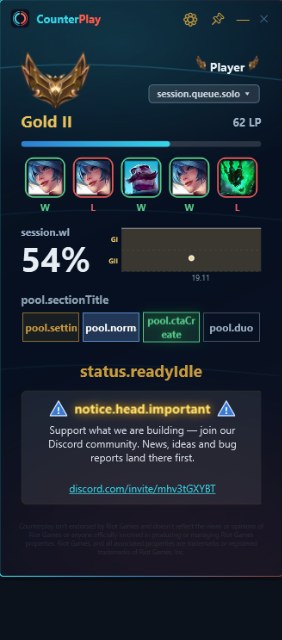 CounterPlay
Player
session.queue.solo
Gold II
62 LP
W
L
W
W
L
session.wl
54%
GI
GII
19.11
pool.sectionTitle
pool.settin
pool.norm
pool.ctaCr
eate
pool.duo
status.readyIdle
notice.head.important
Support what we are building — join our
Discord community. News, ideas and bug
reports land there first.
discord.com/invite/mhv3tGXYBT